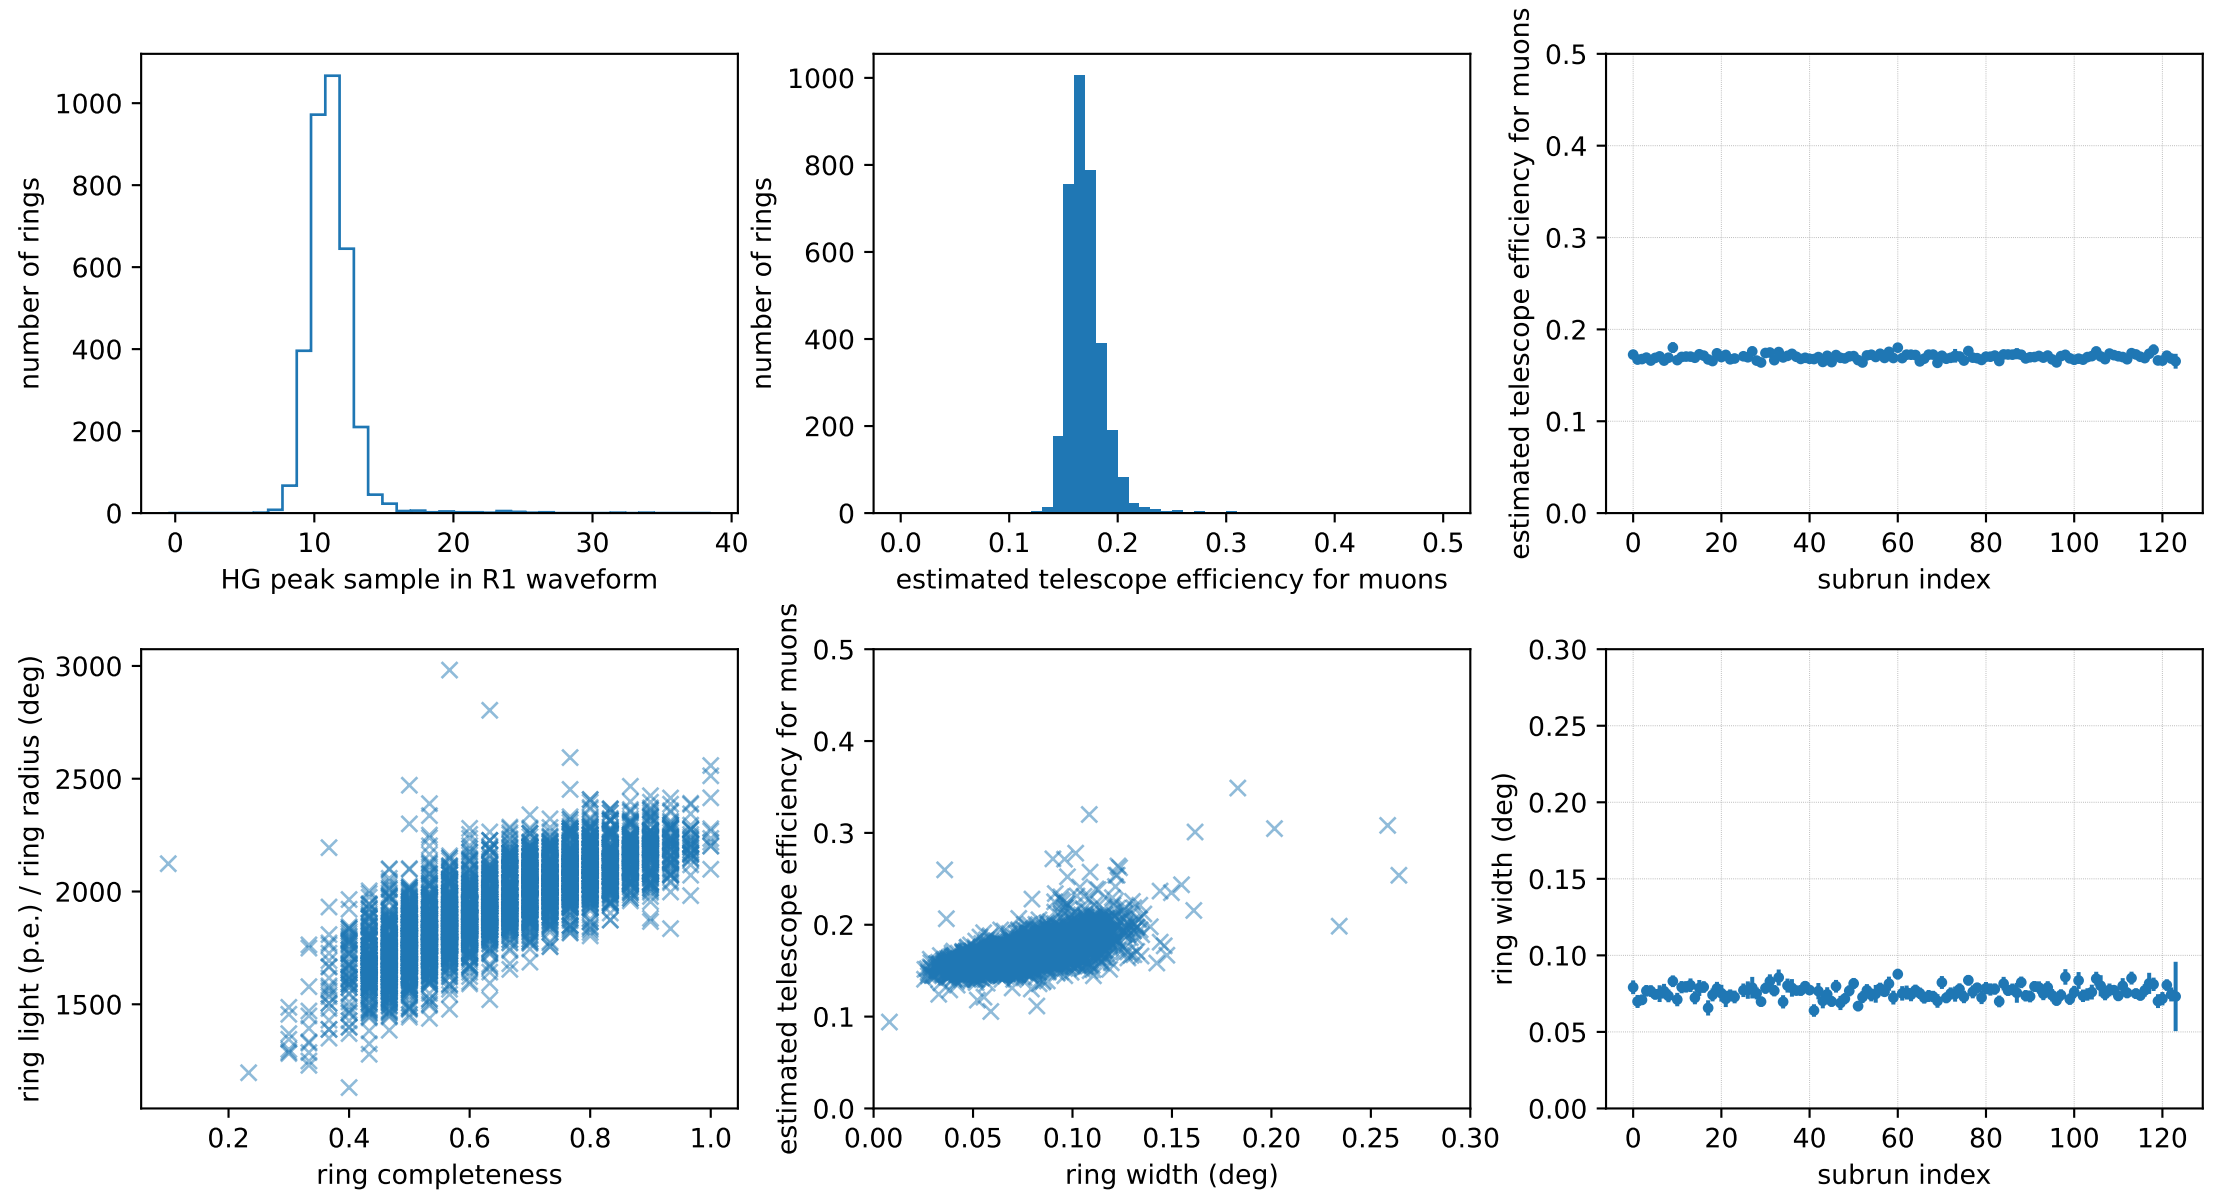 number of rings
1000
800
600
400
200
0
0 10 20 30 40
HG peak sample in R1 waveform
number of rings
1000
800
600
400
200
0
0.0 0.1 0.2 0.3 0.4 0.5
estimated telescope efficiency for muons
estimated telescope efficiency for muons
0.5
0.4
0.3
0.2
0.1
0.0
0 20 40 60 80 100 120
subrun index
ring light (p.e.) / ring radius (deg)
3000
2500
2000
1500
0.2 0.4 0.6 0.8 1.0
ring completeness
estimated telescope efficiency for muons
0.5
0.4
0.3
0.2
0.1
0.0
0.00 0.05 0.10 0.15 0.20 0.25 0.30
ring width (deg)
ring width (deg)
0.30
0.25
0.20
0.15
0.10
0.05
0.00
0 20 40 60 80 100 120
subrun index